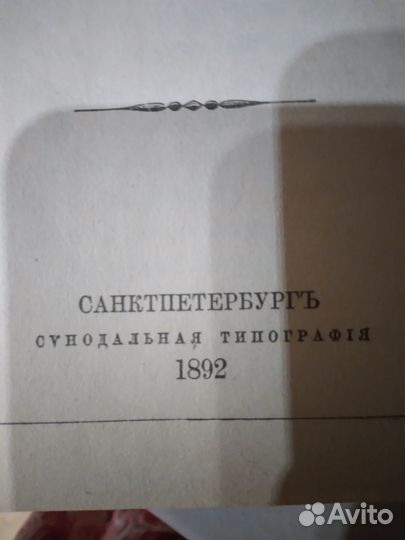 САНКТПЕТЕРБУРГЪ
СѴНОДАЛЬНАЯ ТИПОГРАФІЯ
1892
Avito